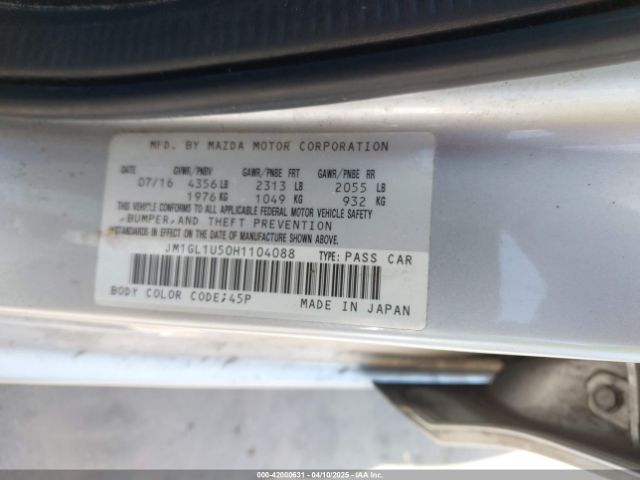 MFD. BY MAZDA MOTOR CORPORATION
DATE GVWR/PNBV GAWR/PNBE FRT GAWR/PNBE RR
07/16 4356 LB 2313 LB 2055 LB
1976 KG 1049 KG 932 KG
THIS VEHICLE CONFORMS TO ALL APPLICABLE FEDERAL MOTOR VEHICLE SAFETY
,BUMPER,AND THEFT PREVENTION
STANDARDS IN EFFECT ON THE DATE OF MANUFACTURE SHOWN ABOVE.
JM1GL1U50H1104088 TYPE: PASS CAR
BODY COLOR CODE;45P MADE IN JAPAN
000-42000631 - 04/10/2025 - IAAI.COM